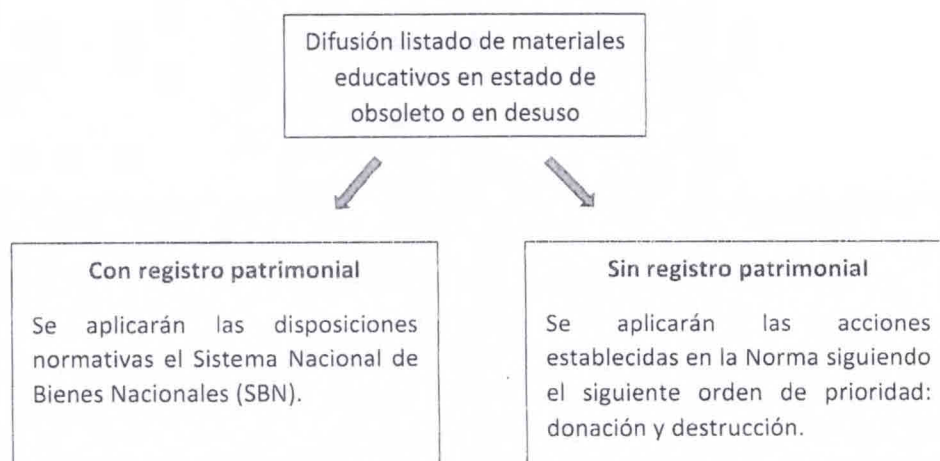 Difusión listado de materiales
educativos en estado de
obsoleto o en desuso
Con registro patrimonial
Se aplicarán las disposiciones
normativas el Sistema Nacional de
Bienes Nacionales (SBN).
Sin registro patrimonial
Se aplicarán las acciones
establecidas en la Norma siguiendo
el siguiente orden de prioridad:
donación y destrucción.